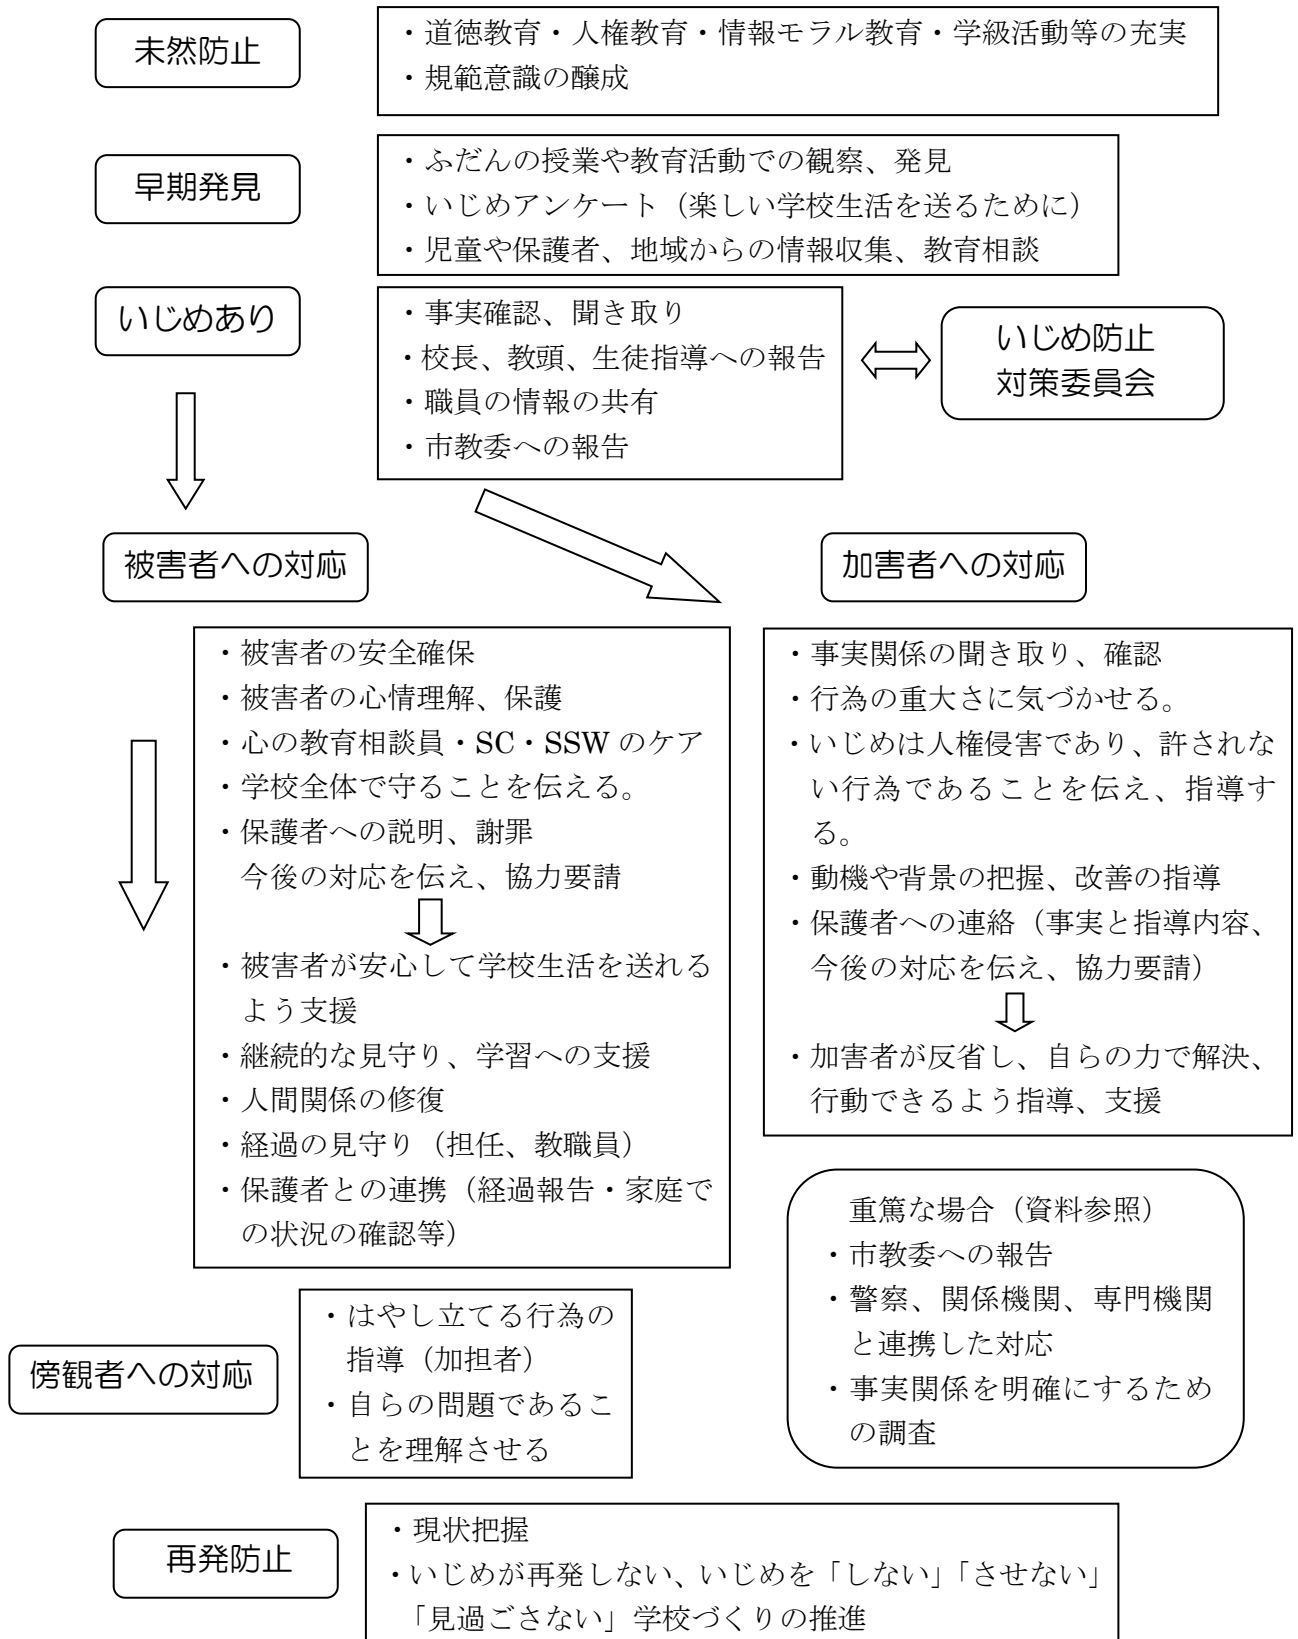 未然防止
・道徳教育・人権教育・情報モラル教育・学級活動等の充実
・規範意識の醸成
早期発見
・ふだんの授業や教育活動での観察、発見
・いじめアンケート（楽しい学校生活を送るために）
・児童や保護者、地域からの情報収集、教育相談
いじめあり
・事実確認、聞き取り
・校長、教頭、生徒指導への報告
・職員の情報の共有
・市教委への報告
いじめ防止
対策委員会
被害者への対応
・被害者の安全確保
・被害者の心情理解、保護
・心の教育相談員・SC・SSW のケア
・学校全体で守ることを伝える。
・保護者への説明、謝罪
今後の対応を伝え、協力要請
・被害者が安心して学校生活を送れる
よう支援
・継続的な見守り、学習への支援
・人間関係の修復
・経過の見守り（担任、教職員）
・保護者との連携（経過報告・家庭で
の状況の確認等）
加害者への対応
・事実関係の聞き取り、確認
・行為の重大さに気づかせる。
・いじめは人権侵害であり、許されな
い行為であることを伝え、指導す
る。
・動機や背景の把握、改善の指導
・保護者への連絡（事実と指導内容、
今後の対応を伝え、協力要請）
・加害者が反省し、自らの力で解決、
行動できるよう指導、支援
重篤な場合（資料参照）
・市教委への報告
・警察、関係機関、専門機関
と連携した対応
・事実関係を明確にするため
の調査
傍観者への対応
・はやし立てる行為の
指導（加担者）
・自らの問題であるこ
とを理解させる
再発防止
・現状把握
・いじめが再発しない、いじめを「しない」「させない」
「見過ごさない」学校づくりの推進